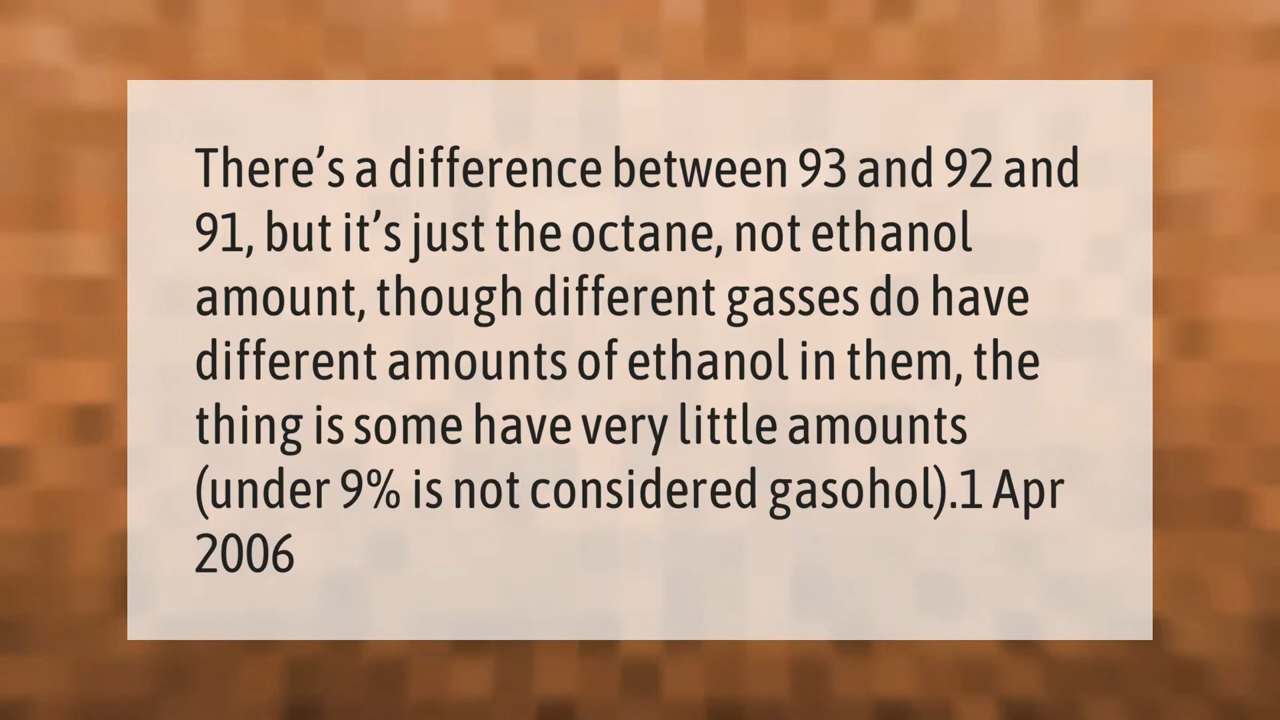 There’s a difference between 93 and 92 and
91, but it’s just the octane, not ethanol
amount, though different gasses do have
different amounts of ethanol in them, the
thing is some have very little amounts
(under 9% is not considered gasohol).1 Apr
2006